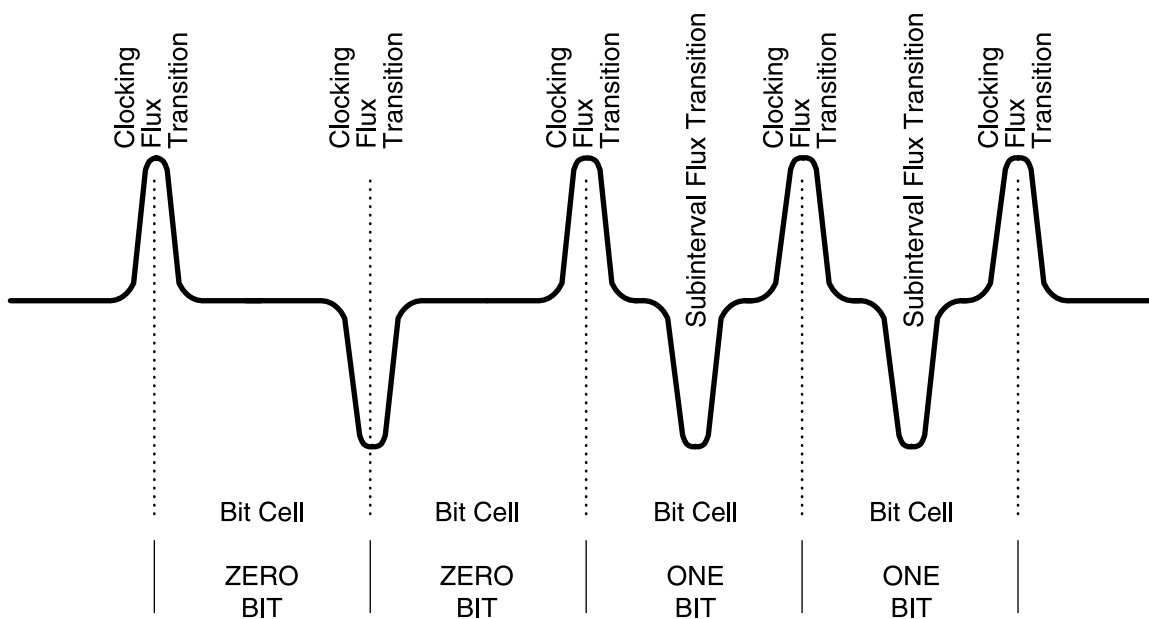 Clocking
Flux
Transition
Clocking
Flux
Transition
Clocking
Flux
Transition
Subinterval Flux Transition
Clocking
Flux
Transition
Subinterval Flux Transition
Clocking
Flux
Transition
Bit Cell
Bit Cell
Bit Cell
Bit Cell
ZERO
BIT
ZERO
BIT
ONE
BIT
ONE
BIT